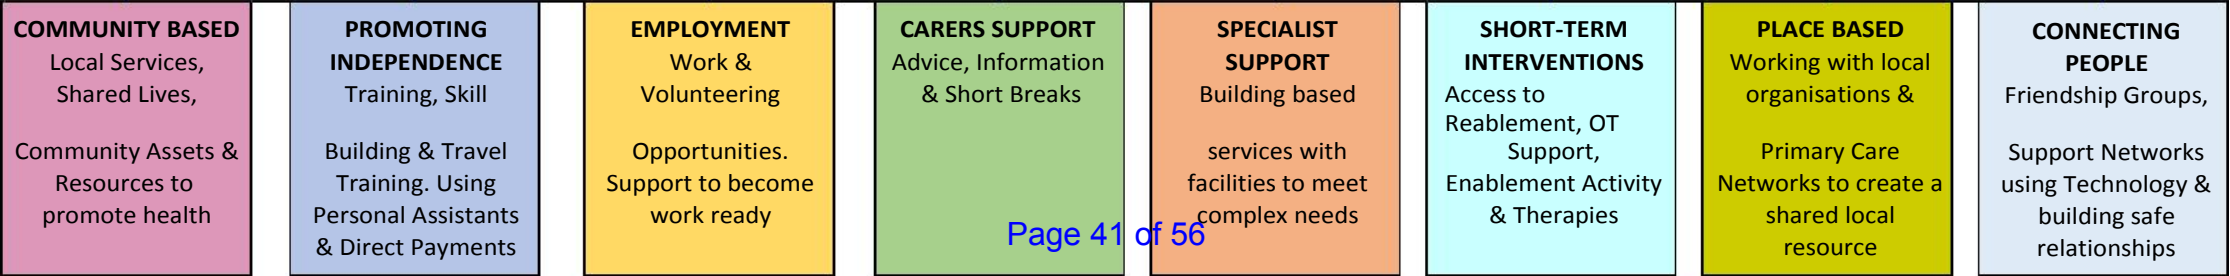 COMMUNITY BASED
Local Services,
Shared Lives,
Community Assets &
Resources to
promote health
PROMOTING
INDEPENDENCE
Training, Skill
Building & Travel
Training. Using
Personal Assistants
& Direct Payments
EMPLOYMENT
Work &
Volunteering
Opportunities.
Support to become
work ready
CARERS SUPPORT
Advice, Information
& Short Breaks
SPECIALIST
SUPPORT
Building based
services with
facilities to meet
complex needs
SHORT-TERM
INTERVENTIONS
Access to
Reablement, OT
Support,
Enablement Activity
& Therapies
PLACE BASED
Working with local
organisations &
Primary Care
Networks to create a
shared local
resource
CONNECTING
PEOPLE
Friendship Groups,
Support Networks
using Technology &
building safe
relationships
Page 41 of 56